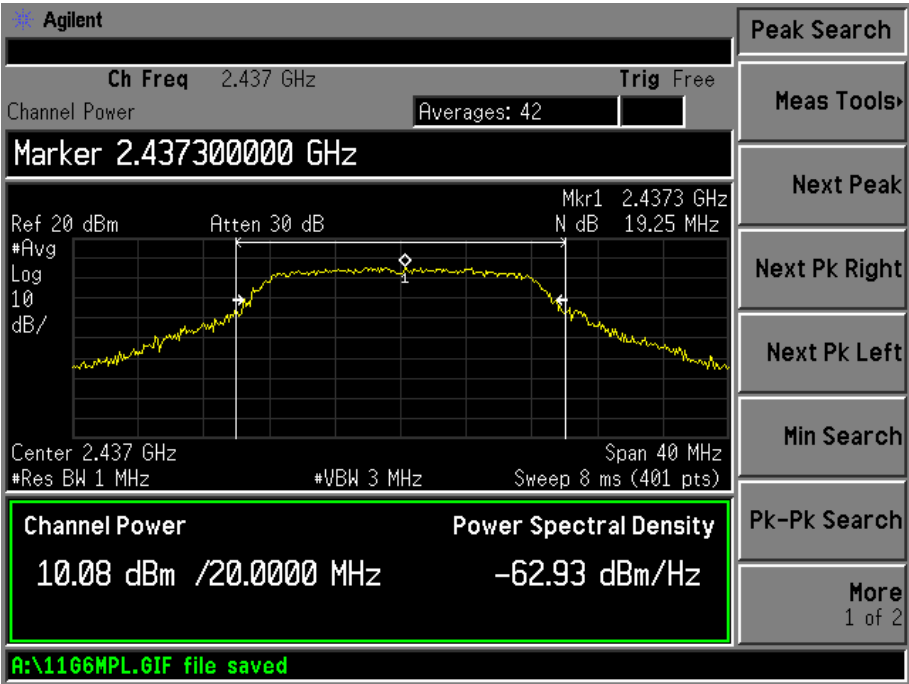 Agilent
Peak Search
Ch Freq 2.437 GHz Trig Free
Channel Power Averages: 42
Meas Tools
Marker 2.437300000 GHz
Next Peak
Mkr1 2.4373 GHz
Ref 20 dBm Atten 30 dB N dB 19.25 MHz
#Avg
Log
10
dB/
1
Next Pk Right
Next Pk Left
Min Search
Center 2.437 GHz Span 40 MHz
#Res BW 1 MHz #VBW 3 MHz Sweep 8 ms (401 pts)
Pk-Pk Search
Channel Power Power Spectral Density
10.08 dBm /20.0000 MHz -62.93 dBm/Hz
More
1 of 2
A:\11G6MPL.GIF file saved